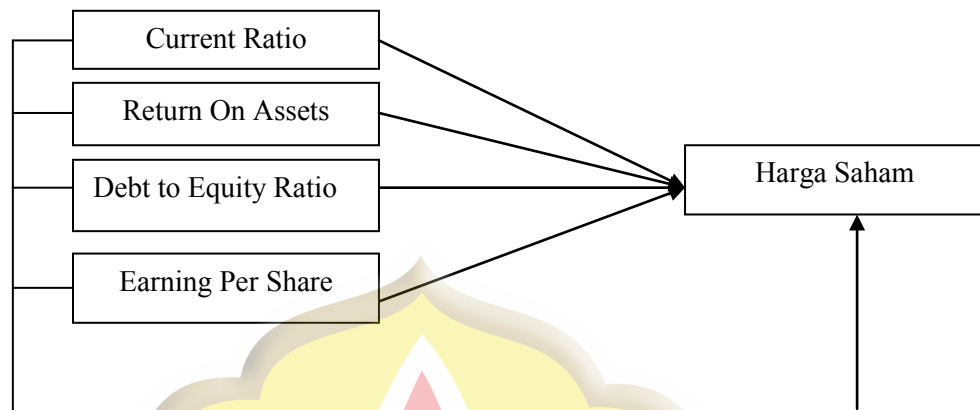 Current Ratio
Return On Assets
Debt to Equity Ratio
Earning Per Share
Harga Saham